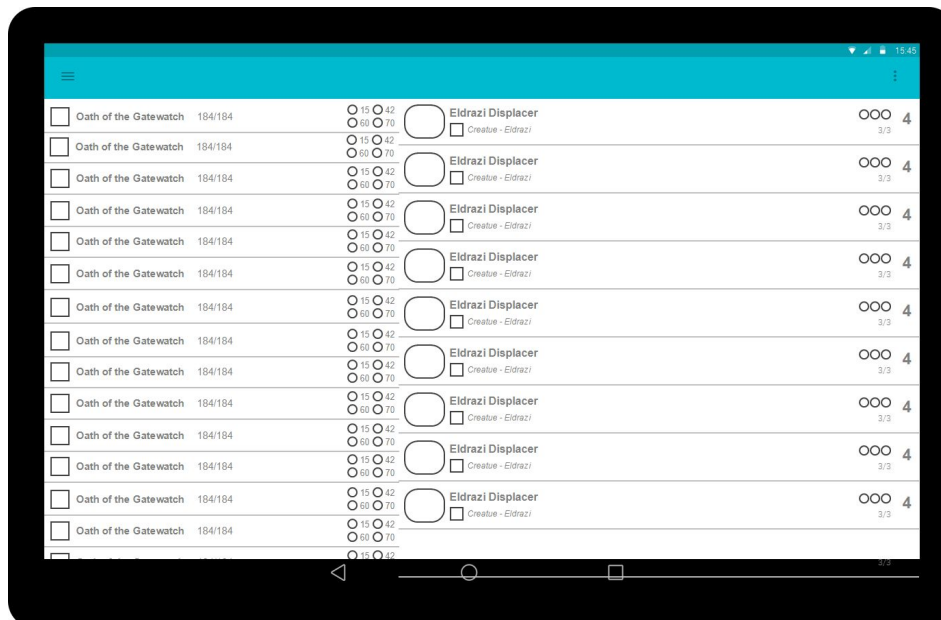 15:45
Oath of the Gatewatch 184/184 15 42
60 70
Oath of the Gatewatch 184/184 15 42
60 70
Oath of the Gatewatch 184/184 15 42
60 70
Oath of the Gatewatch 184/184 15 42
60 70
Oath of the Gatewatch 184/184 15 42
60 70
Oath of the Gatewatch 184/184 15 42
60 70
Oath of the Gatewatch 184/184 15 42
60 70
Oath of the Gatewatch 184/184 15 42
60 70
Oath of the Gatewatch 184/184 15 42
60 70
Oath of the Gatewatch 184/184 15 42
60 70
Oath of the Gatewatch 184/184 15 42
60 70
Oath of the Gatewatch 184/184 15 42
60 70
Oath of the Gatewatch 184/184 15 42
60 70
Oath of the Gatewatch 184/184 15 42
60 70
15 42
Eldrazi Displacer 4
Creatue - Eldrazi 3/3
Eldrazi Displacer 4
Creatue - Eldrazi 3/3
Eldrazi Displacer 4
Creatue - Eldrazi 3/3
Eldrazi Displacer 4
Creatue - Eldrazi 3/3
Eldrazi Displacer 4
Creatue - Eldrazi 3/3
Eldrazi Displacer 4
Creatue - Eldrazi 3/3
Eldrazi Displacer 4
Creatue - Eldrazi 3/3
Eldrazi Displacer 4
Creatue - Eldrazi 3/3
Eldrazi Displacer 4
Creatue - Eldrazi 3/3
3/3